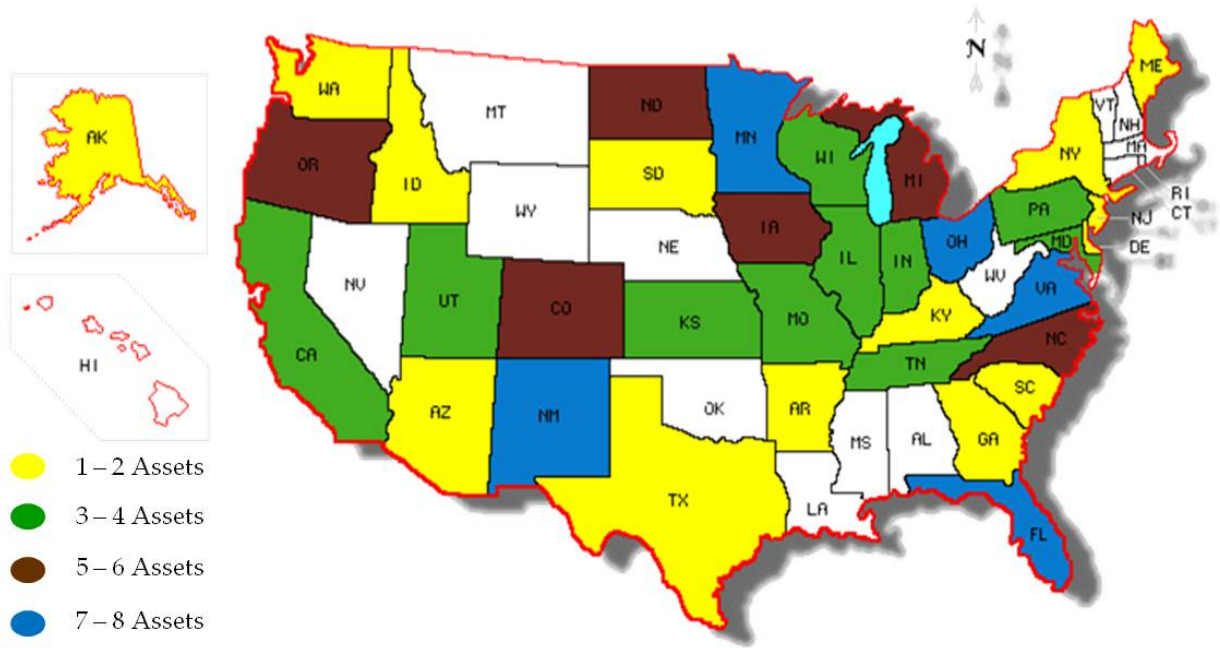 N
ME
WA
MT
ND
MN
VT
NH
AK
OR
ID
SD
WI
MI
NY
MA
WY
RI
CT
IA
PA
NJ
NE
OH
MD
DE
NV
UT
IL
IN
WV
VA
HI
CA
CO
KS
MO
KY
NC
TN
AZ
NM
OK
AR
SC
MS
AL
GA
1 – 2 Assets
TX
LA
3 – 4 Assets
FL
5 – 6 Assets
7 – 8 Assets